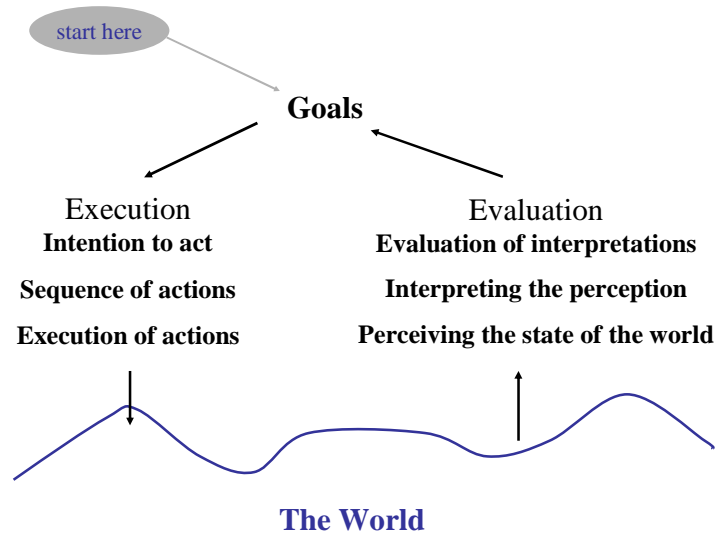 start here
Goals
Execution
Intention to act
Sequence of actions
Execution of actions
Evaluation
Evaluation of interpretations
Interpreting the perception
Perceiving the state of the world
The World